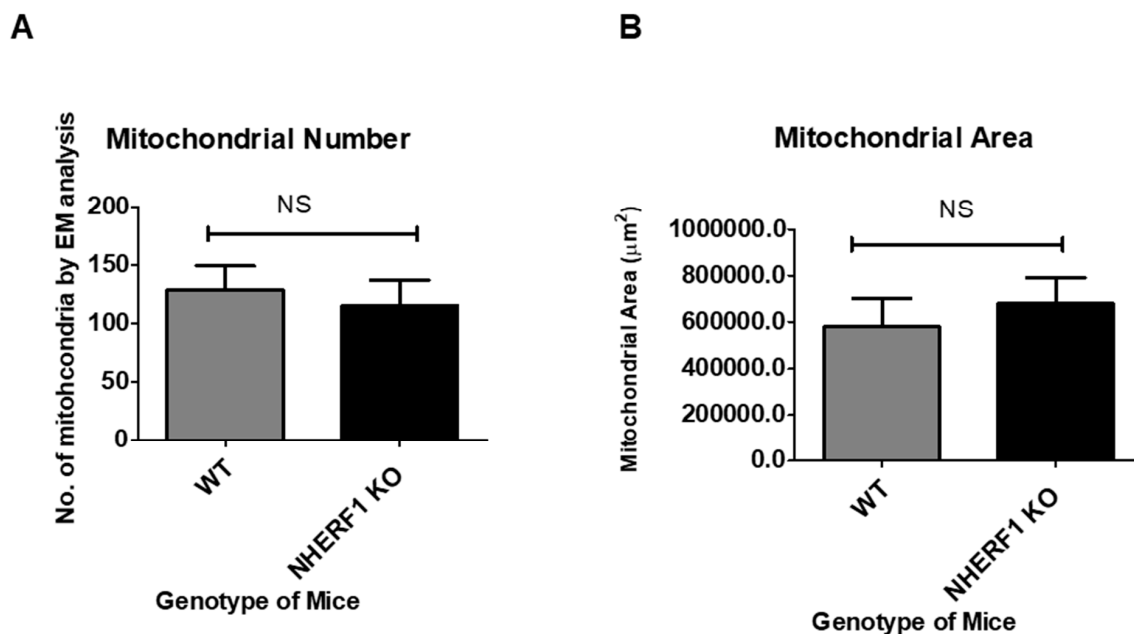 A
Mitochondrial Number
No. of mitohcondria by EM analysis
200
150
100
50
0
NS
WT
NHERF1 KO
Genotype of Mice
B
Mitochondrial Area
Mitochondrial Area (µm²)
1000000.0
800000.0
600000.0
400000.0
200000.0
0.0
NS
WT
NHERF1 KO
Genotype of Mice